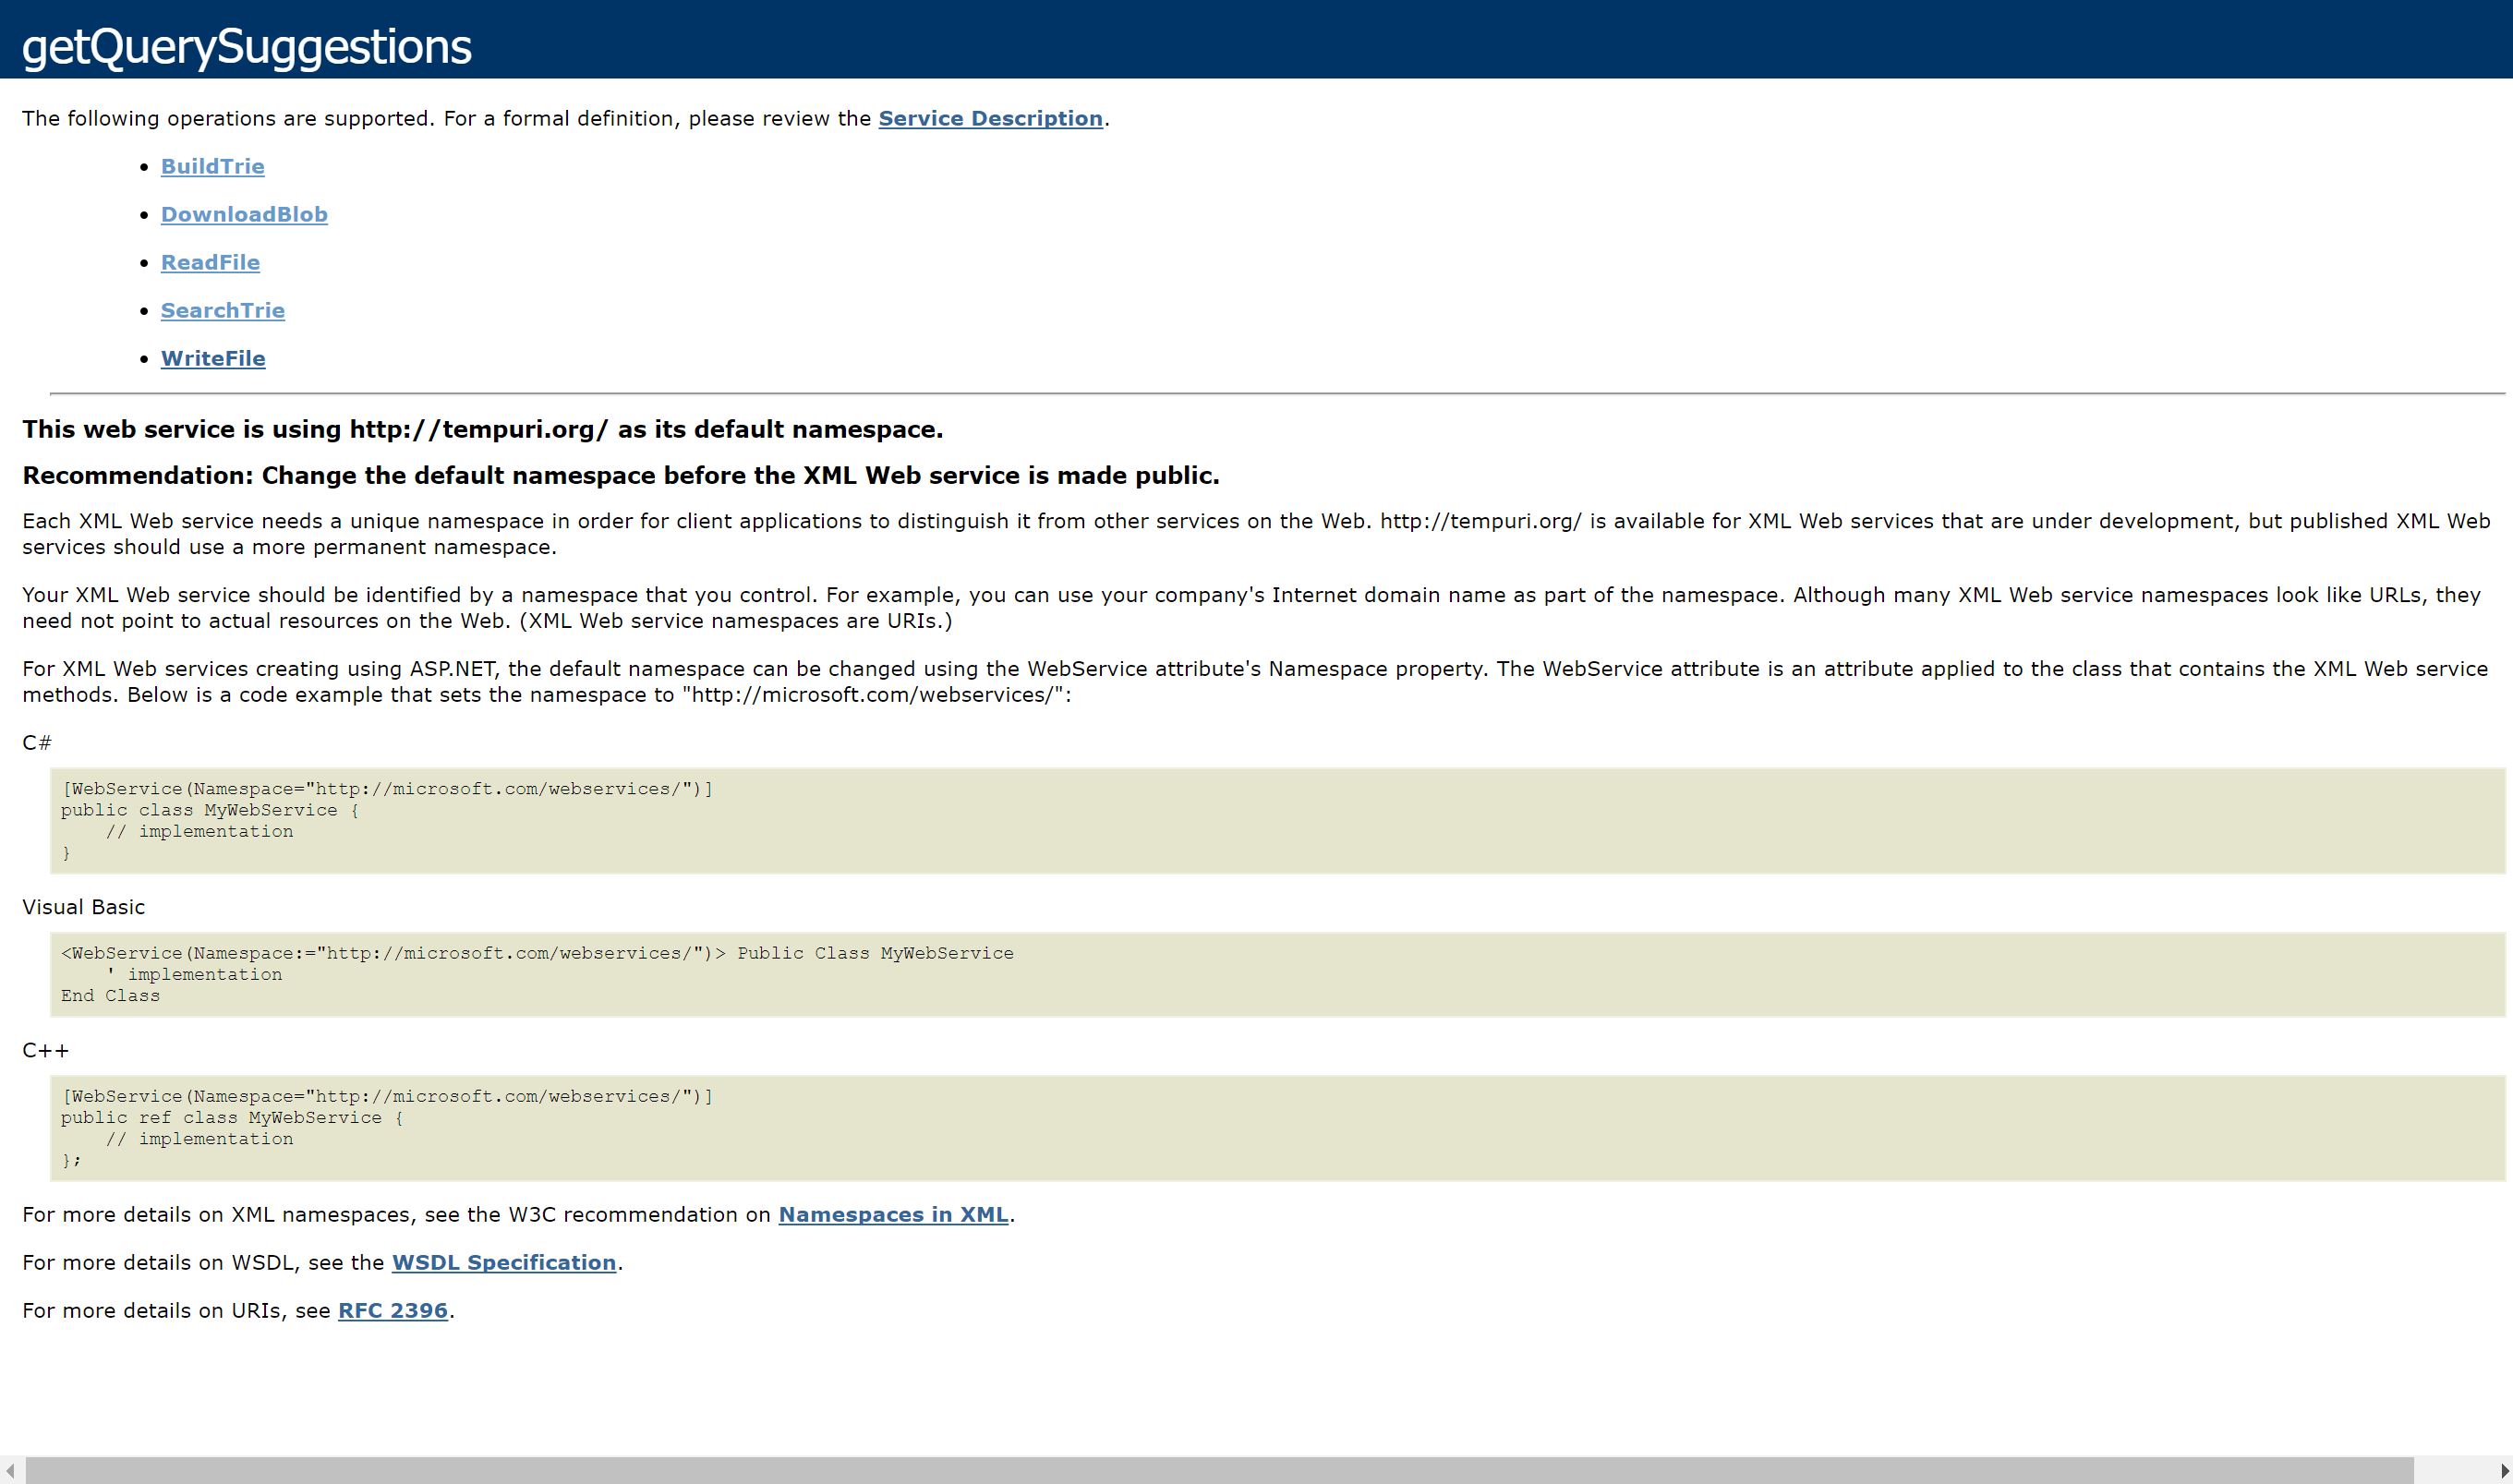 getQuerySuggestions
The following operations are supported. For a formal definition, please review the Service Description.
BuildTrie
DownloadBlob
ReadFile
SearchTrie
WriteFile
This web service is using http://tempuri.org/ as its default namespace.
Recommendation: Change the default namespace before the XML Web service is made public.
Each XML Web service needs a unique namespace in order for client applications to distinguish it from other services on the Web. http://tempuri.org/ is available for XML Web services that are under development, but published XML Web
services should use a more permanent namespace.
Your XML Web service should be identified by a namespace that you control. For example, you can use your company's Internet domain name as part of the namespace. Although many XML Web service namespaces look like URLs, they
need not point to actual resources on the Web. (XML Web service namespaces are URIs.)
For XML Web services creating using ASP.NET, the default namespace can be changed using the WebService attribute's Namespace property. The WebService attribute is an attribute applied to the class that contains the XML Web service
methods. Below is a code example that sets the namespace to "http://microsoft.com/webservices/":
C#
[WebService(Namespace="http://microsoft.com/webservices/")]
public class MyWebService {
    // implementation
}
Visual Basic
<WebService(Namespace:="http://microsoft.com/webservices/")> Public Class MyWebService
    ' implementation
End Class
C++
[WebService(Namespace="http://microsoft.com/webservices/")]
public ref class MyWebService {
    // implementation
};
For more details on XML namespaces, see the W3C recommendation on Namespaces in XML.
For more details on WSDL, see the WSDL Specification.
For more details on URIs, see RFC 2396.